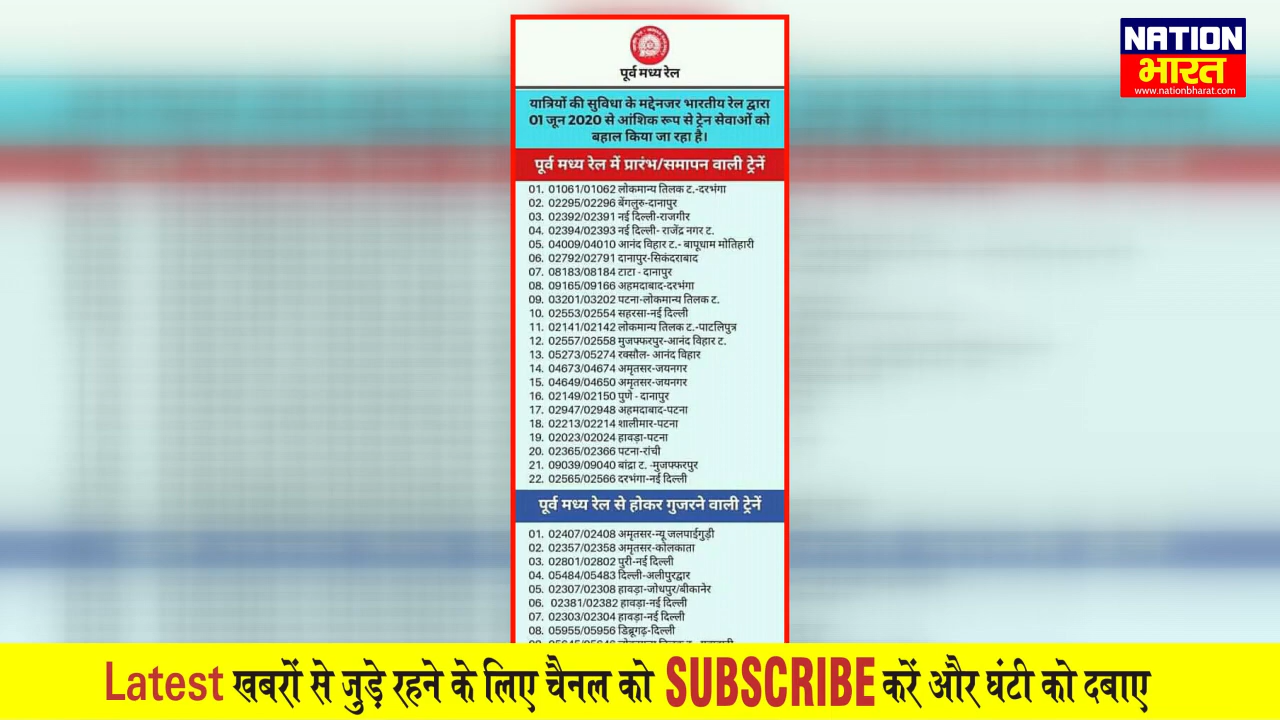 पूर्व मध्य रेल
यात्रियों की सुविधा के मद्देनजर भारतीय रेल द्वारा
01 जून 2020 से आंशिक रूप से ट्रेन सेवाओं को
बहाल किया जा रहा है।
पूर्व मध्य रेल में प्रारंभ/समापन वाली ट्रेनें
01. 01061/01062 लोकमान्य तिलक ट.-दरभंगा
02. 02295/02296 बेंगलुरु-दानापुर
03. 02392/02391 नई दिल्ली-राजगीर
04. 02394/02393 नई दिल्ली- राजेंद्र नगर ट.
05. 04009/04010 आनंद विहार ट.- बापूधाम मोतिहारी
06. 02792/02791 दानापुर-सिकंदराबाद
07. 08183/08184 टाटा - दानापुर
08. 09165/09166 अहमदाबाद-दरभंगा
09. 03201/03202 पटना-लोकमान्य तिलक ट.
10. 02553/02554 सहरसा-नई दिल्ली
11. 02141/02142 लोकमान्य तिलक ट.-पाटलिपुत्र
12. 02557/02558 मुजफ्फरपुर-आनंद विहार ट.
13. 05273/05274 रक्सौल- आनंद विहार
14. 04673/04674 अमृतसर-जयनगर
15. 04649/04650 अमृतसर-जयनगर
16. 02149/02150 पुणे - दानापुर
17. 02947/02948 अहमदाबाद-पटना
18. 02213/02214 शालीमार-पटना
19. 02023/02024 हावड़ा-पटना
20. 02365/02366 पटना-रांची
21. 09039/09040 बांद्रा ट. -मुजफ्फरपुर
22. 02565/02566 दरभंगा-नई दिल्ली
पूर्व मध्य रेल से होकर गुजरने वाली ट्रेनें
01. 02407/02408 अमृतसर-न्यू जलपाईगुड़ी
02. 02357/02358 अमृतसर-कोलकाता
03. 02801/02802 पुरी-नई दिल्ली
04. 05484/05483 दिल्ली-अलीपुरद्वार
05. 02307/02308 हावड़ा-जोधपुर/बीकानेर
06. 02381/02382 हावड़ा-नई दिल्ली
07. 02303/02304 हावड़ा-नई दिल्ली
08. 05955/05956 डिब्रूगढ़-दिल्ली
NATION
भारत
www.nationbharat.com
Latest खबरों से जुड़े रहने के लिए चैनल को SUBSCRIBE करें और घंटी को दबाए